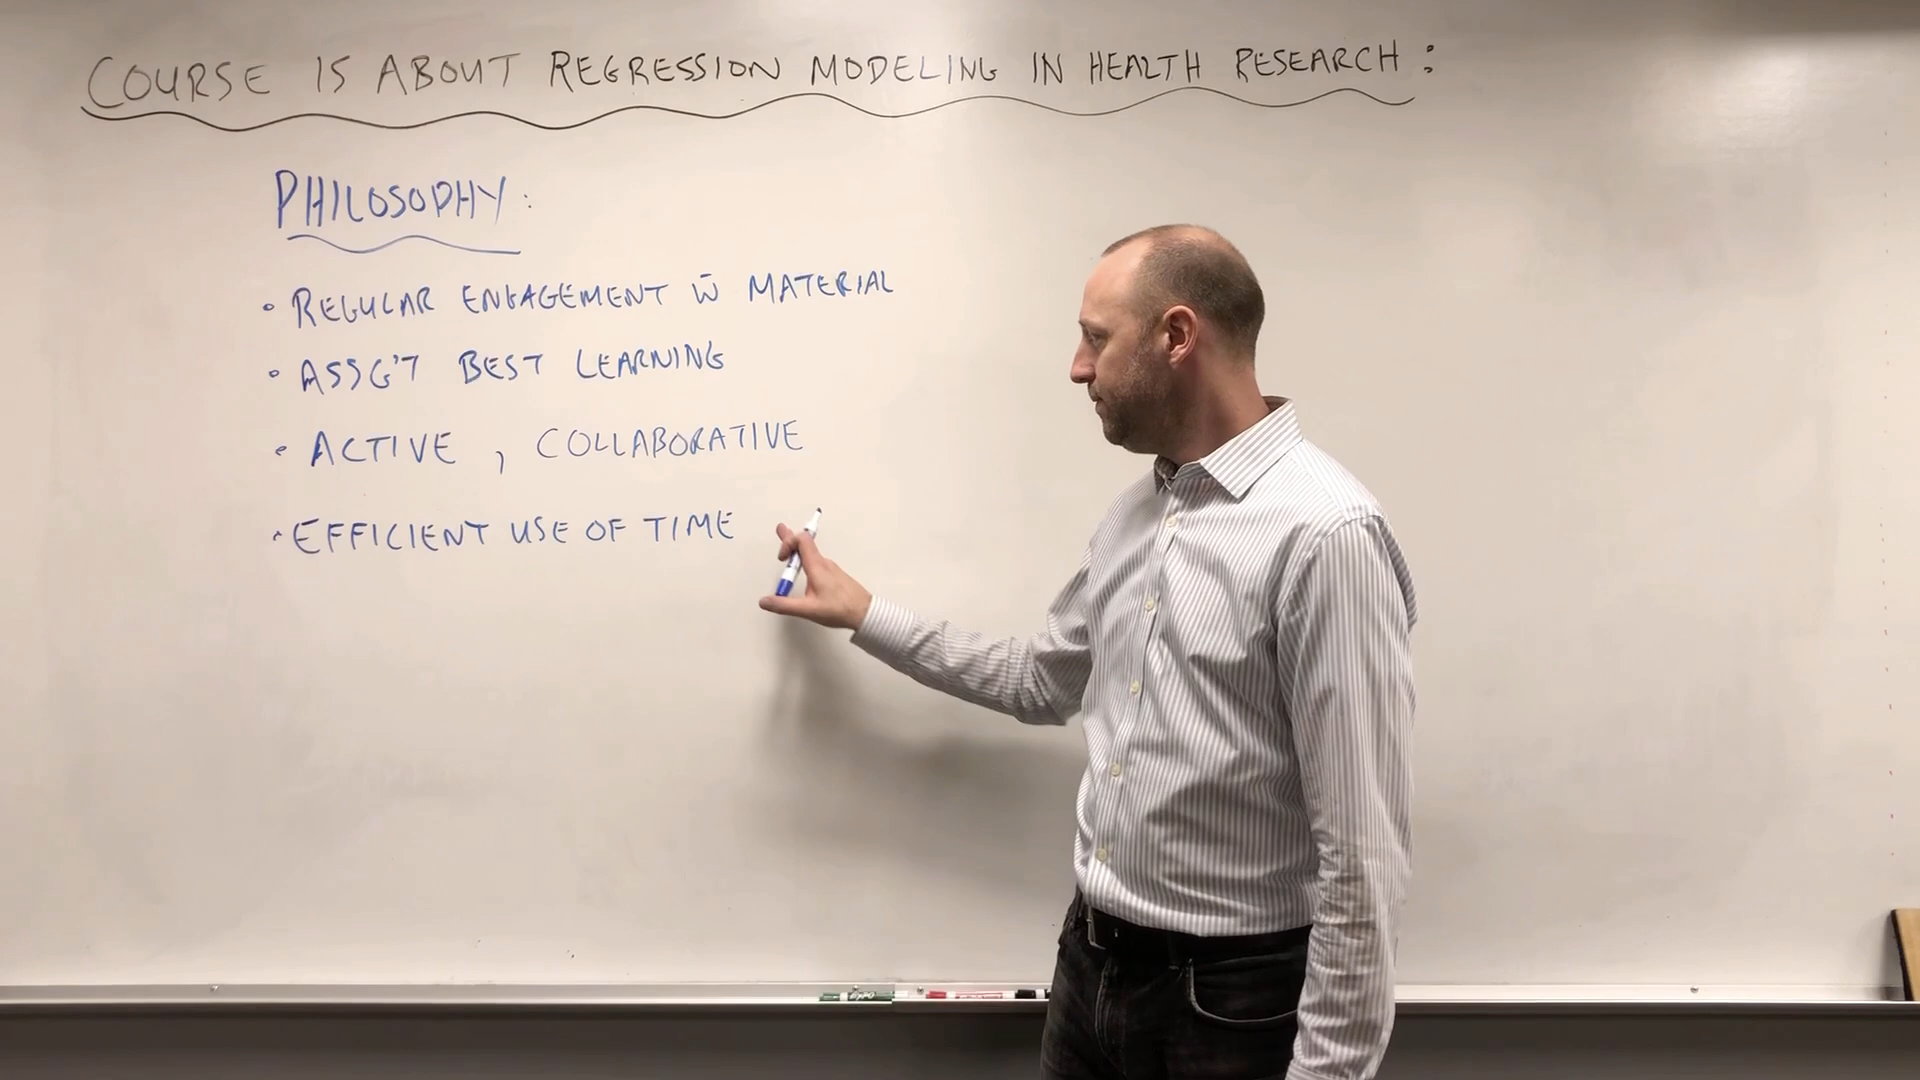 COURSE IS ABOUT REGRESSION MODELING IN HEALTH RESEARCH:
PHILOSOPHY:
• REGULAR ENGAGEMENT w̄ MATERIAL
• ASSG'T BEST LEARNING
• ACTIVE, COLLABORATIVE
• EFFICIENT USE OF TIME
EXPO